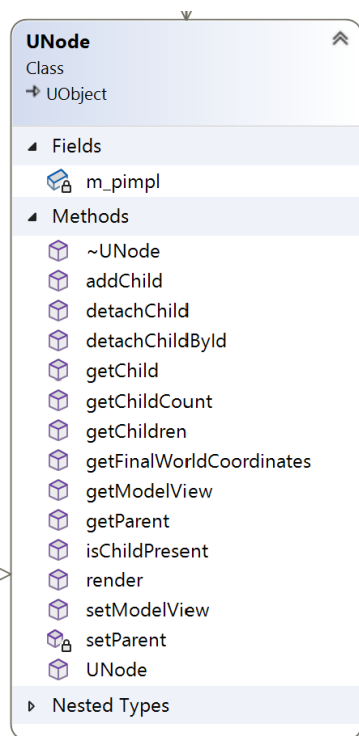 UNode
Class
UObject
Fields
m_pimpl
Methods
~UNode
addChild
detachChild
detachChildById
getChild
getChildCount
getChildren
getFinalWorldCoordinates
getModelView
getParent
isChildPresent
render
setModelView
setParent
UNode
Nested Types